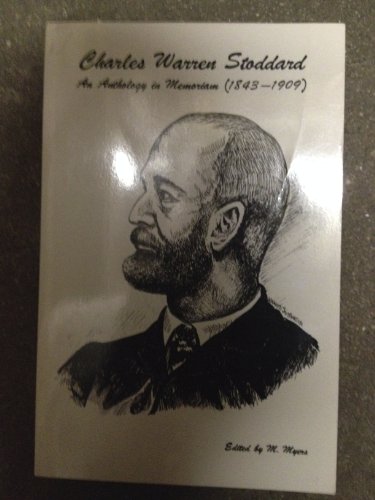 Charles Warren Stoddard
An Anthology in Memoriam (1843—1909)
Edited by M. Myers